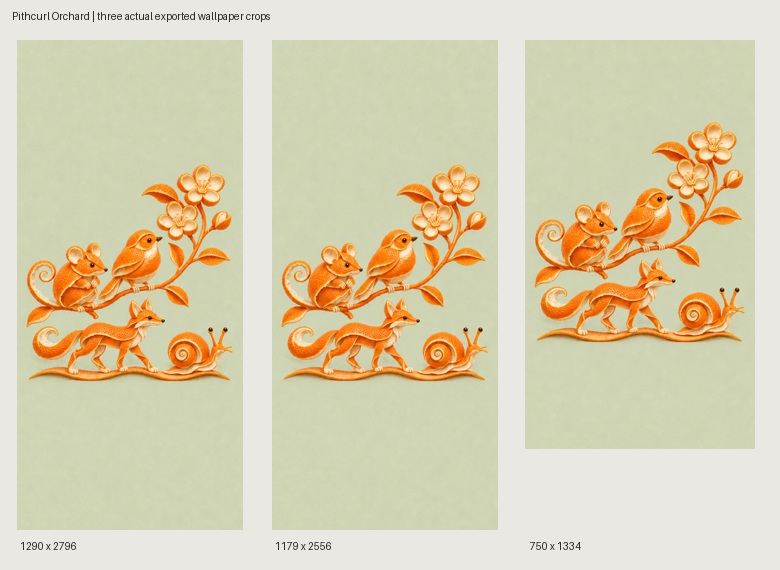 Pithcurl Orchard | three actual exported wallpaper crops
1290 x 2796
1179 x 2556
750 x 1334